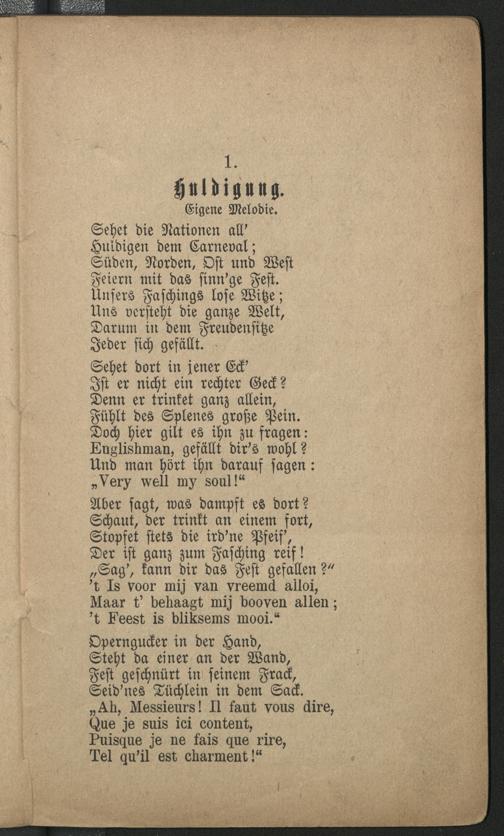 1.
Huldigung.
Eigene Melodie.
Sehet die Nationen all'
Huldigen dem Carneval;
Süden, Norden, Ost und West
Feiern mit das sinn'ge Fest.
Unsers Faschings lose Witze;
Uns versteht die ganze Welt,
Darum in dem Freudensitze
Jeder sich gefällt.
Sehet dort in jener Eck'
Ist er nicht ein rechter Geck?
Denn er trinket ganz allein,
Fühlt des Splenes große Pein.
Doch hier gilt es ihn zu fragen:
Englishman, gefällt dir's wohl?
Und man hört ihn darauf sagen:
„Very well my soul!“
Aber sagt, was dampft es dort?
Schaut, der trinkt an einem fort,
Stopfet stets die ird'ne Pfeif',
Der ist ganz zum Fasching reif!
„Sag', kann dir das Fest gefallen?“
't Is voor mij van vreemd alloi,
Maar t' behaagt mij booven allen;
't Feest is bliksems mooi.“
Operngucker in der Hand,
Steht da einer an der Wand,
Fest geschnürt in seinem Frack,
Seid'nes Tüchlein in dem Sack.
„Ah, Messieurs! Il faut vous dire,
Que je suis ici content,
Puisque je ne fais que rire,
Tel qu'il est charment!“